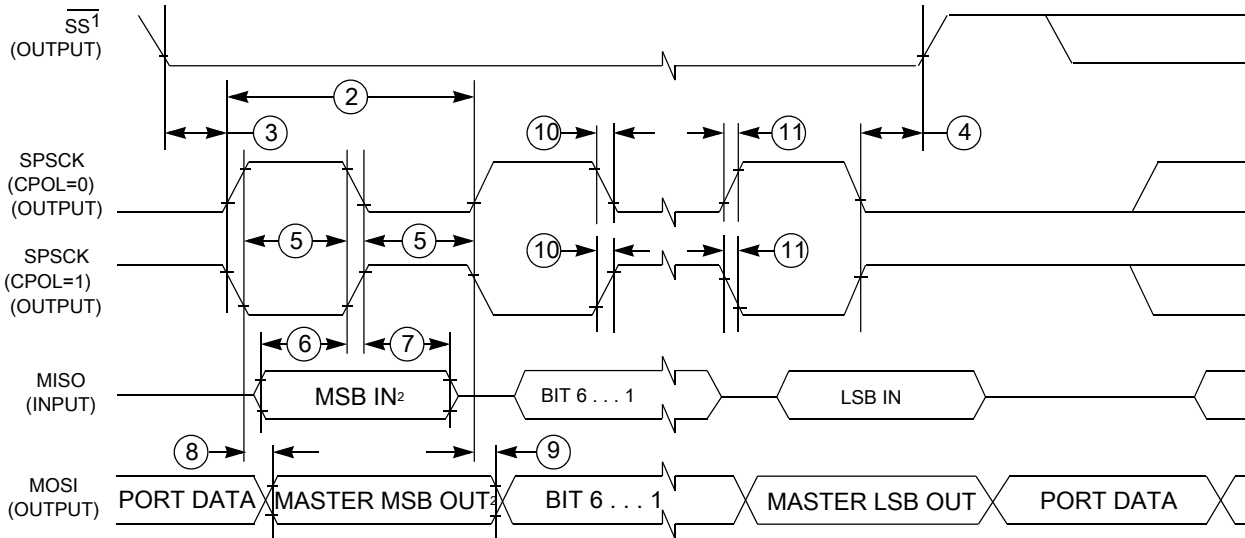 SS1
(OUTPUT)
2
3
10
11
4
SPSCK
(CPOL=0)
(OUTPUT)
5
5
SPSCK
(CPOL=1)
(OUTPUT)
10
11
6
7
MISO
(INPUT)
MSB IN2
BIT 6 . . . 1
LSB IN
8
9
MOSI
(OUTPUT)
PORT DATA
MASTER MSB OUT2
BIT 6 . . . 1
MASTER LSB OUT
PORT DATA